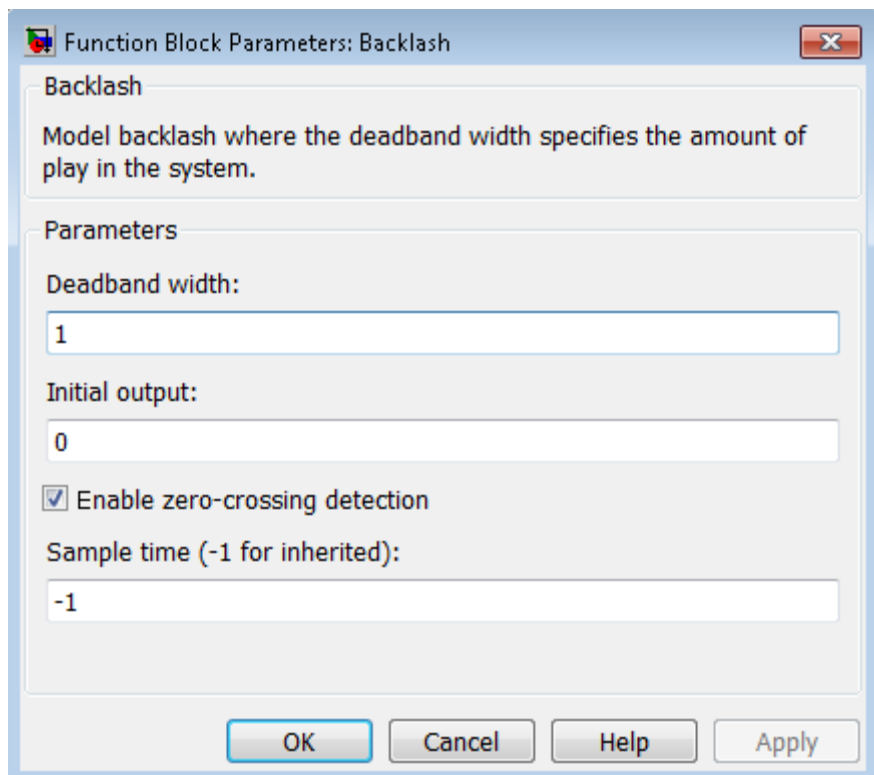 Function Block Parameters: Backlash
Backlash
Model backlash where the deadband width specifies the amount of
play in the system.
Parameters
Deadband width:
1
Initial output:
0
Enable zero-crossing detection
Sample time (-1 for inherited):
-1
OK Cancel Help Apply